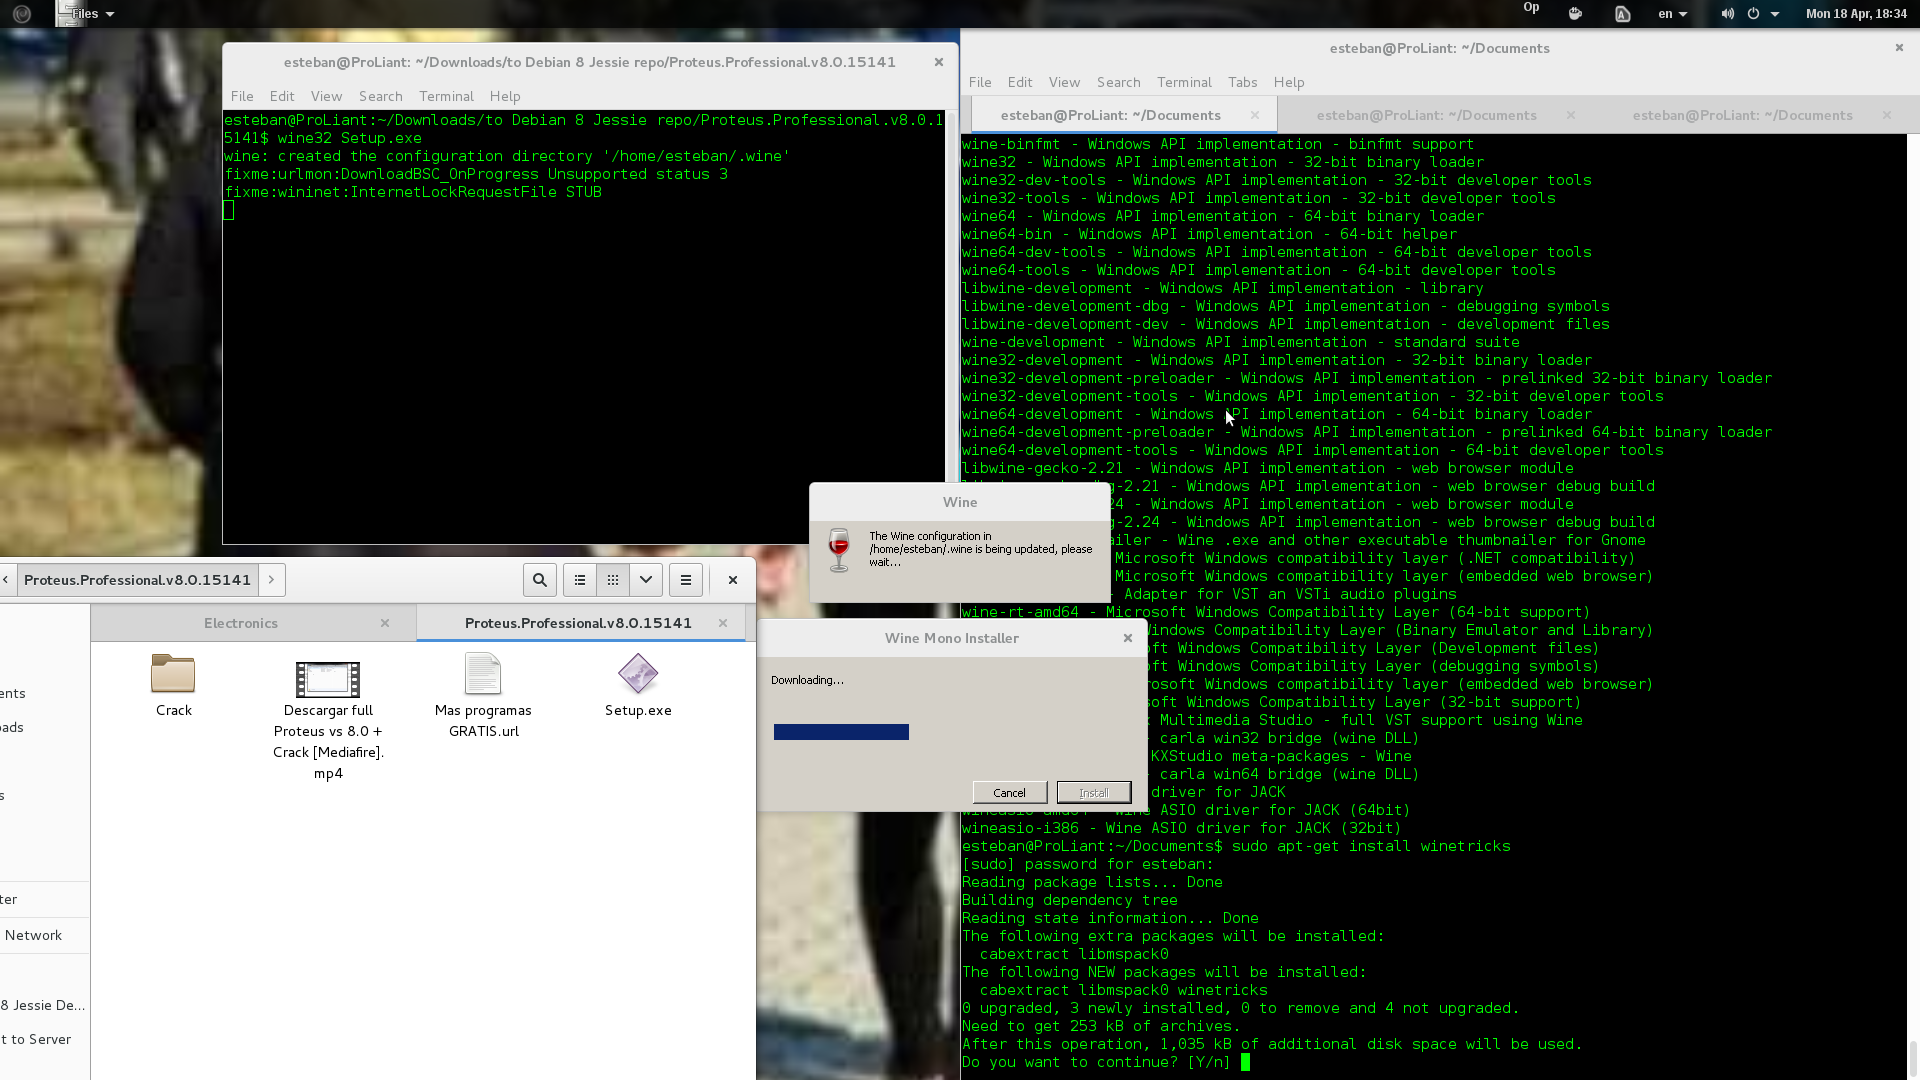 Files
Op
en
Mon 18 Apr, 18:34
esteban@ProLiant: ~/Downloads/to Debian 8 Jessie repo/Proteus.Professional.v8.0.15141
File Edit View Search Terminal Help
esteban@ProLiant:~/Downloads/to Debian 8 Jessie repo/Proteus.Professional.v8.0.1
5141$ wine32 Setup.exe
wine: created the configuration directory '/home/esteban/.wine'
fixme:urlmon:DownloadBSC_OnProgress Unsupported status 3
fixme:wininet:InternetLockRequestFile STUB
esteban@ProLiant: ~/Documents
File Edit View Search Terminal Tabs Help
esteban@ProLiant: ~/Documents
esteban@ProLiant: ~/Documents
esteban@ProLiant: ~/Documents
wine-binfmt - Windows API implementation - binfmt support
wine32 - Windows API implementation - 32-bit binary loader
wine32-dev-tools - Windows API implementation - 32-bit developer tools
wine32-tools - Windows API implementation - 32-bit developer tools
wine64 - Windows API implementation - 64-bit binary loader
wine64-bin - Windows API implementation - 64-bit helper
wine64-dev-tools - Windows API implementation - 64-bit developer tools
wine64-tools - Windows API implementation - 64-bit developer tools
libwine-development - Windows API implementation - library
libwine-development-dbg - Windows API implementation - debugging symbols
libwine-development-dev - Windows API implementation - development files
wine-development - Windows API implementation - standard suite
wine32-development - Windows API implementation - 32-bit binary loader
wine32-development-preloader - Windows API implementation - prelinked 32-bit binary loader
wine32-development-tools - Windows API implementation - 32-bit developer tools
wine64-development - Windows API implementation - 64-bit binary loader
wine64-development-preloader - Windows API implementation - prelinked 64-bit binary loader
wine64-development-tools - Windows API implementation - 64-bit developer tools
libwine-gecko-2.21 - Windows API implementation - web browser module
g-2.21 - Windows API implementation - web browser debug build
24 - Windows API implementation - web browser module
g-2.24 - Windows API implementation - web browser debug build
ailer - Wine .exe and other executable thumbnailer for Gnome
Microsoft Windows compatibility layer (.NET compatibility)
Microsoft Windows compatibility layer (embedded web browser)
- Adapter for VST an VSTi audio plugins
wine-rt-amd64 - Microsoft Windows Compatibility Layer (64-bit support)
Windows Compatibility Layer (Binary Emulator and Library)
oft Windows Compatibility Layer (Development files)
oft Windows Compatibility Layer (debugging symbols)
rosoft Windows compatibility layer (embedded web browser)
oft Windows Compatibility Layer (32-bit support)
Multimedia Studio - full VST support using Wine
- carla win32 bridge (wine DLL)
KXStudio meta-packages - Wine
- carla win64 bridge (wine DLL)
driver for JACK
wineasio-amd64 - Wine ASIO driver for JACK (64bit)
wineasio-i386 - Wine ASIO driver for JACK (32bit)
esteban@ProLiant:~/Documents$ sudo apt-get install winetricks
[sudo] password for esteban:
Reading package lists... Done
Building dependency tree
Reading state information... Done
The following extra packages will be installed:
cabextract libmspack0
The following NEW packages will be installed:
cabextract libmspack0 winetricks
0 upgraded, 3 newly installed, 0 to remove and 4 not upgraded.
Need to get 253 kB of archives.
After this operation, 1,035 kB of additional disk space will be used.
Do you want to continue? [Y/n]
Wine
The Wine configuration in
/home/esteban/.wine is being updated, please
wait...
Wine Mono Installer
Downloading...
Cancel
Install
Proteus.Professional.v8.0.15141
Electronics
Proteus.Professional.v8.0.15141
Crack
Descargar full
Proteus vs 8.0 +
Crack [Mediafire].
mp4
Mas programas
GRATIS.url
Setup.exe
ents
ads
s
ter
Network
8 Jessie De...
t to Server